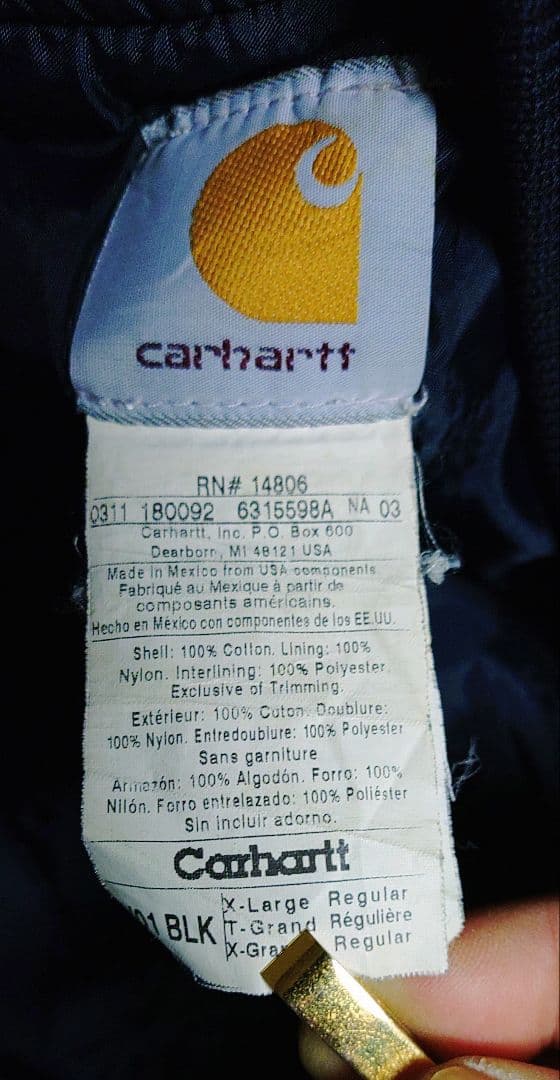 carhartt
RN# 14806
0311 180092 6315598A NA 03
Carhartt, Inc. P.O. Box 600
Dearborn, MI 48121 USA
Made in Mexico from USA components
Fabriqué au Mexique à partir de
composants américains.
Hecho en México con componentes de los EE.UU.
Shell: 100% Cotton. Lining: 100%
Nylon. Interlining: 100% Polyester.
Exclusive of Trimming.
Extérieur: 100% Coton. Doublure:
100% Nylon. Entredoublure: 100% Polyester
Sans garniture
Armazón: 100% Algodón. Forro: 100%
Nilón. Forro entrelazado: 100% Poliéster
Sin incluir adorno.
Carhartt
BLK
X-Large Regular
T-Grand Régulière
Regular